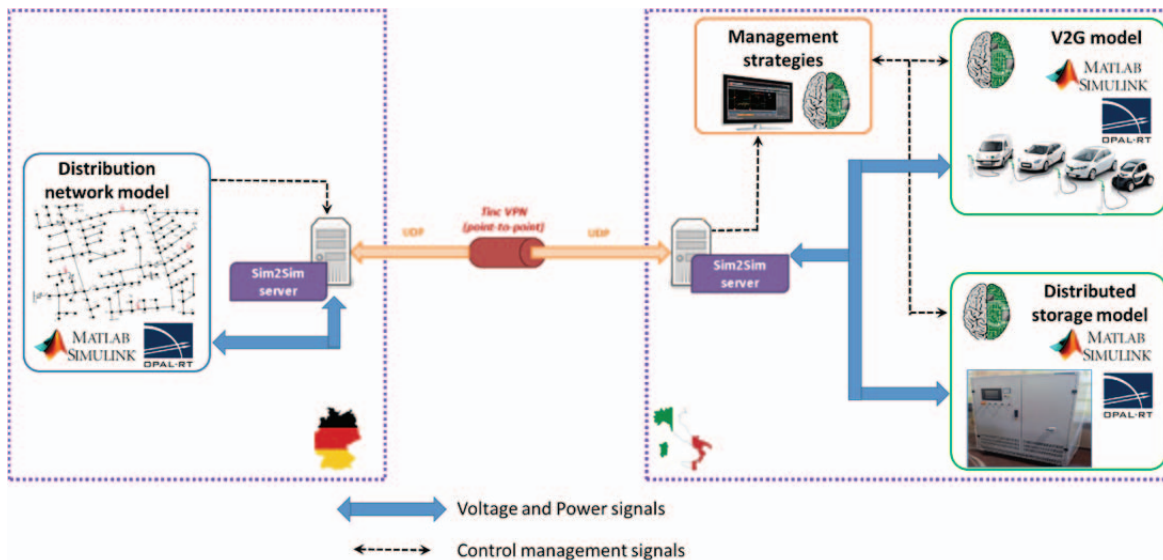 Management
strategies
V2G model
MATLAB
SIMULINK
OPAL-RT
Distribution
network model
Tinc VPN
(point-to-point)
UDP
UDP
Sim2Sim
server
Sim2Sim
server
MATLAB
SIMULINK
OPAL-RT
Distributed
storage model
MATLAB
SIMULINK
OPAL-RT
Voltage and Power signals
Control management signals